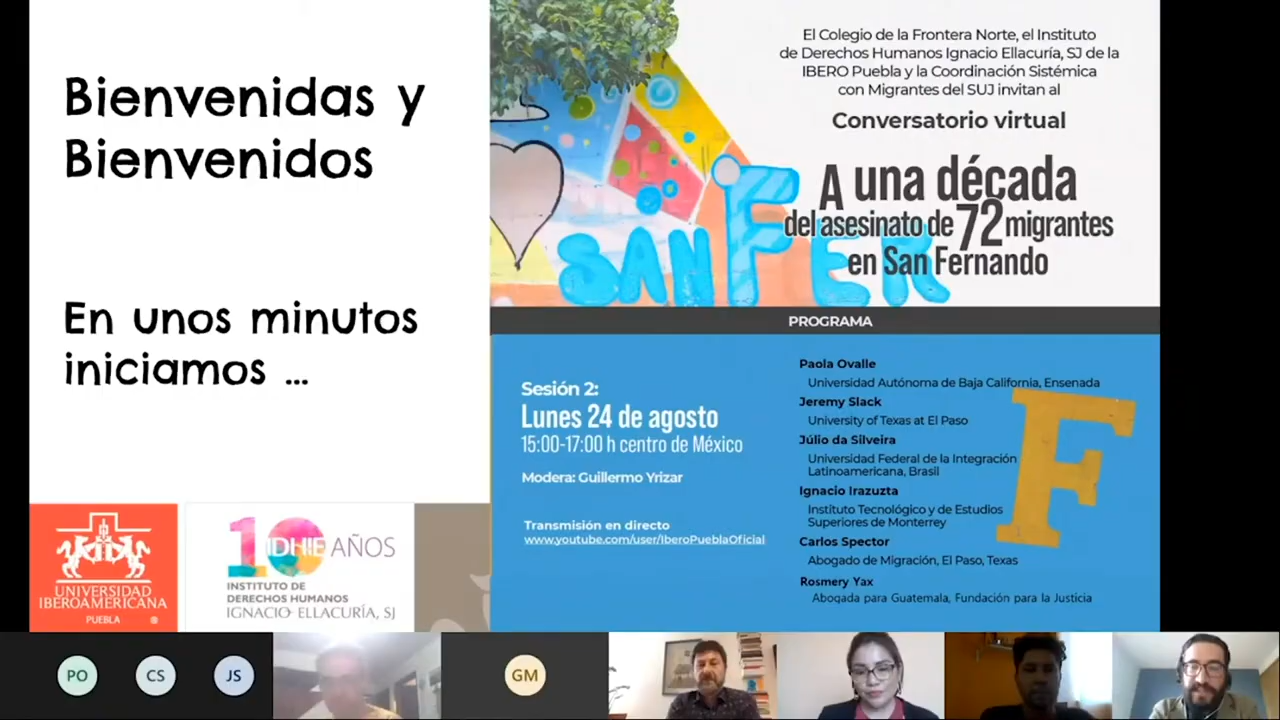 Bienvenidas y
Bienvenidos
En unos minutos
iniciamos ...
UNIVERSIDAD
IBEROAMERICANA
PUEBLA ®
10 IDHIE AÑOS
INSTITUTO DE
DERECHOS HUMANOS
IGNACIO ELLACURÍA, SJ
El Colegio de la Frontera Norte, el Instituto
de Derechos Humanos Ignacio Ellacuría, SJ de la
IBERO Puebla y la Coordinación Sistémica
con Migrantes del SUJ invitan al
Conversatorio virtual
A una década
del asesinato de 72 migrantes
en San Fernando
SAN FER
PROGRAMA
Sesión 2:
Lunes 24 de agosto
15:00-17:00 h centro de México
Modera: Guillermo Yrizar
Transmisión en directo
www.youtube.com/user/IberoPueblaOficial
Paola Ovalle
Universidad Autónoma de Baja California, Ensenada
Jeremy Slack
University of Texas at El Paso
Júlio da Silveira
Universidad Federal de la Integración
Latinoamericana, Brasil
Ignacio Irazuzta
Instituto Tecnológico y de Estudios
Superiores de Monterrey
Carlos Spector
Abogado de Migración, El Paso, Texas
Rosmery Yax
Abogada para Guatemala, Fundación para la Justicia
F
PO
CS
JS
GM